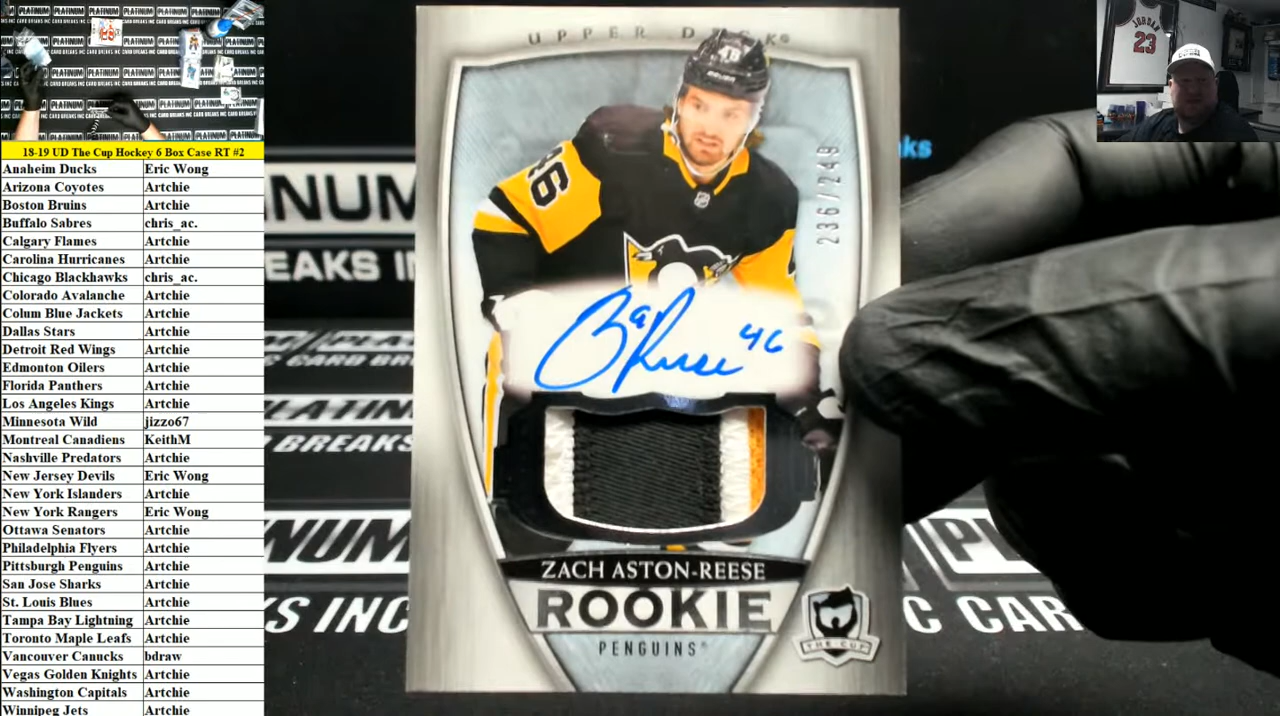 18-19 UD The Cup Hockey 6 Box Case RT #2
Anaheim Ducks Eric Wong
Arizona Coyotes Artchie
Boston Bruins Artchie
Buffalo Sabres chris_ac.
Calgary Flames Artchie
Carolina Hurricanes Artchie
Chicago Blackhawks chris_ac.
Colorado Avalanche Artchie
Colum Blue Jackets Artchie
Dallas Stars Artchie
Detroit Red Wings Artchie
Edmonton Oilers Artchie
Florida Panthers Artchie
Los Angeles Kings Artchie
Minnesota Wild jizzo67
Montreal Canadiens KeithM
Nashville Predators Artchie
New Jersey Devils Eric Wong
New York Islanders Artchie
New York Rangers Eric Wong
Ottawa Senators Artchie
Philadelphia Flyers Artchie
Pittsburgh Penguins Artchie
San Jose Sharks Artchie
St. Louis Blues Artchie
Tampa Bay Lightning Artchie
Toronto Maple Leafs Artchie
Vancouver Canucks bdraw
Vegas Golden Knights Artchie
Washington Capitals Artchie
Winnipeg Jets Artchie
UPPER DECK
46
236/249
46
ZACH ASTON-REESE
ROOKIE
PENGUINS
THE CUP
JORDAN
23